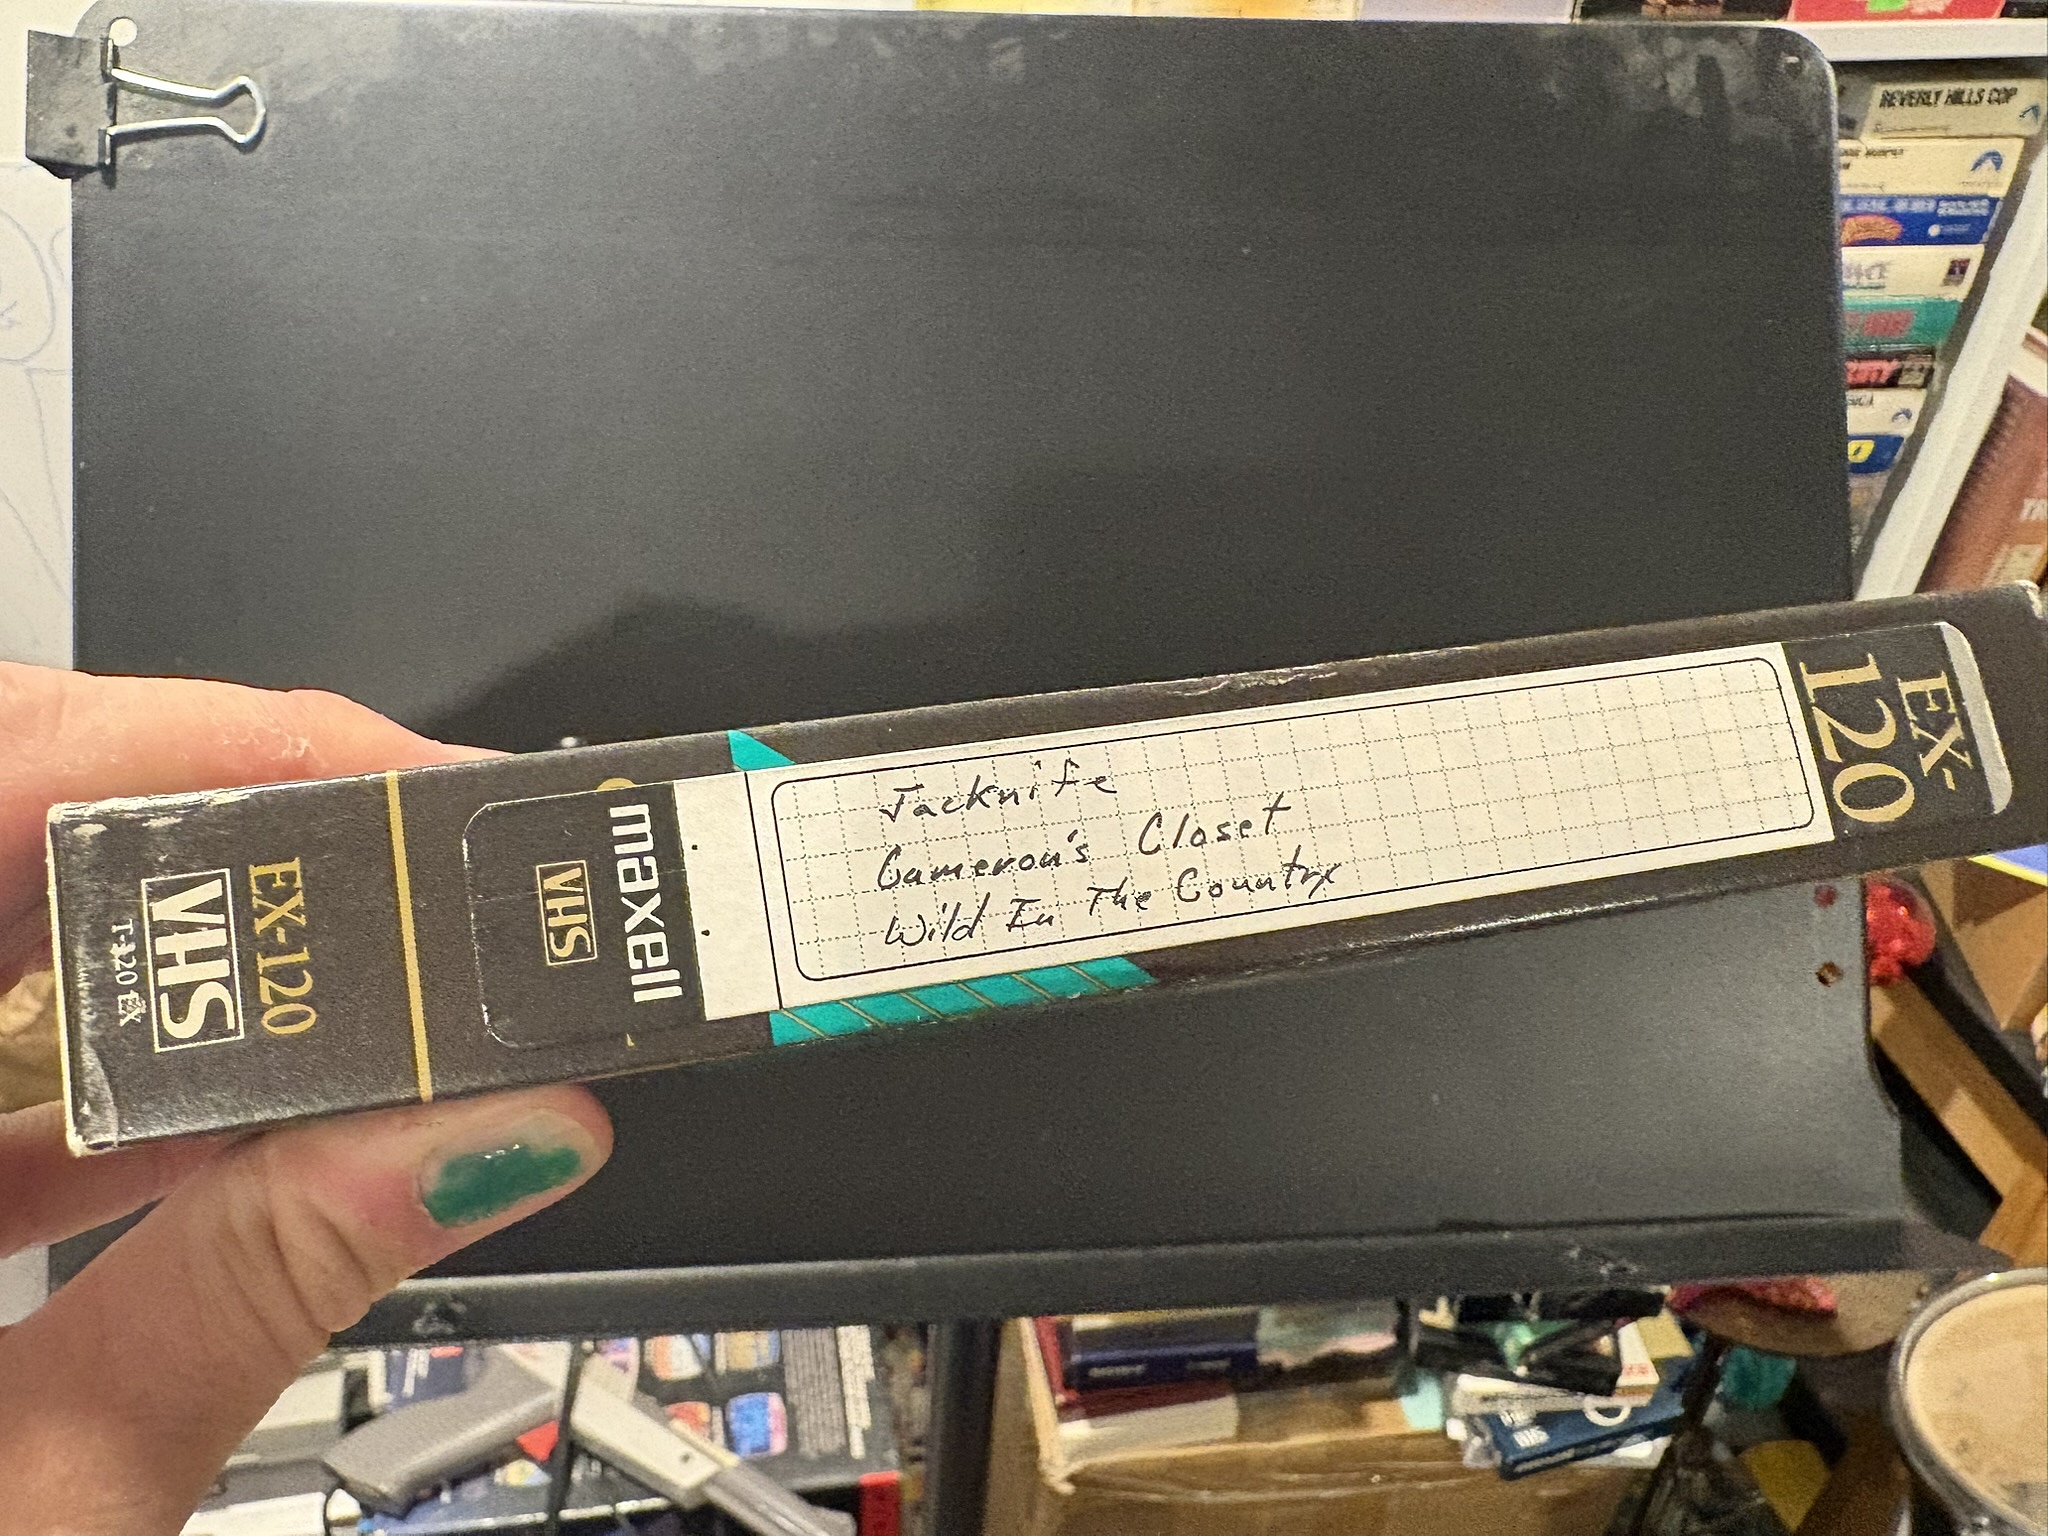 BEVERLY HILLS COP
EX-120
VHS
T-120 EX
maxell
VHS
Jacknife
Cameron's Closet
Wild In The Country
EX-
120